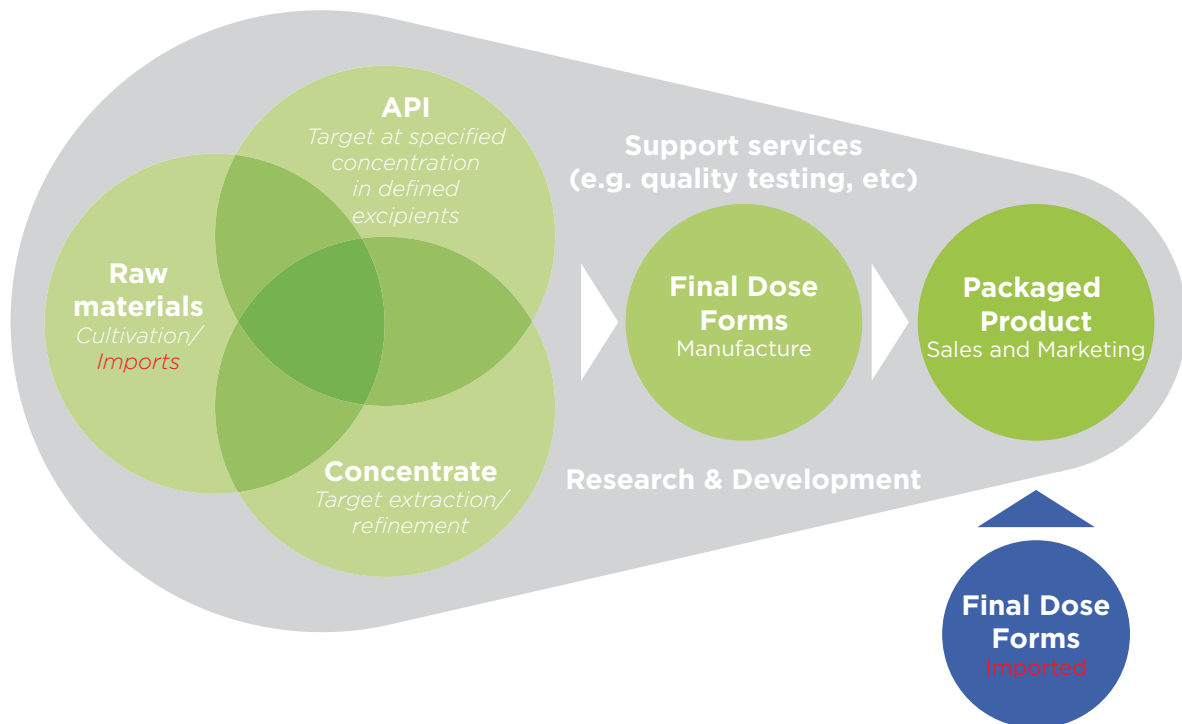 API
Target at specified
concentration
in defined
excipients
Raw
materials
Cultivation/
Imports
Concentrate
Target extraction/
refinement
Support services
(e.g. quality testing, etc)
Final Dose
Forms
Manufacture
Research & Development
Packaged
Product
Sales and Marketing
Final Dose
Forms
Imported